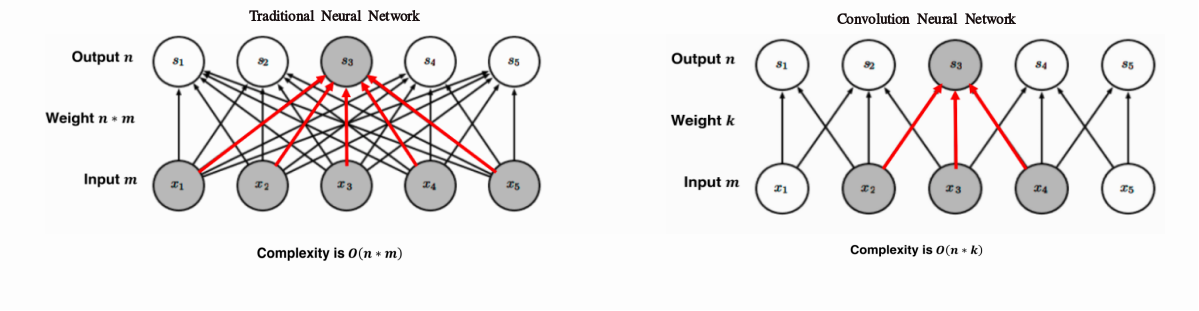 Traditional Neural Network
Output n
s₁ s₂ s₃ s₄ s₅
Weight n * m
Input m
x₁ x₂ x₃ x₄ x₅
Complexity is O(n * m)
Convolution Neural Network
Output n
s₁ s₂ s₃ s₄ s₅
Weight k
Input m
x₁ x₂ x₃ x₄ x₅
Complexity is O(n * k)